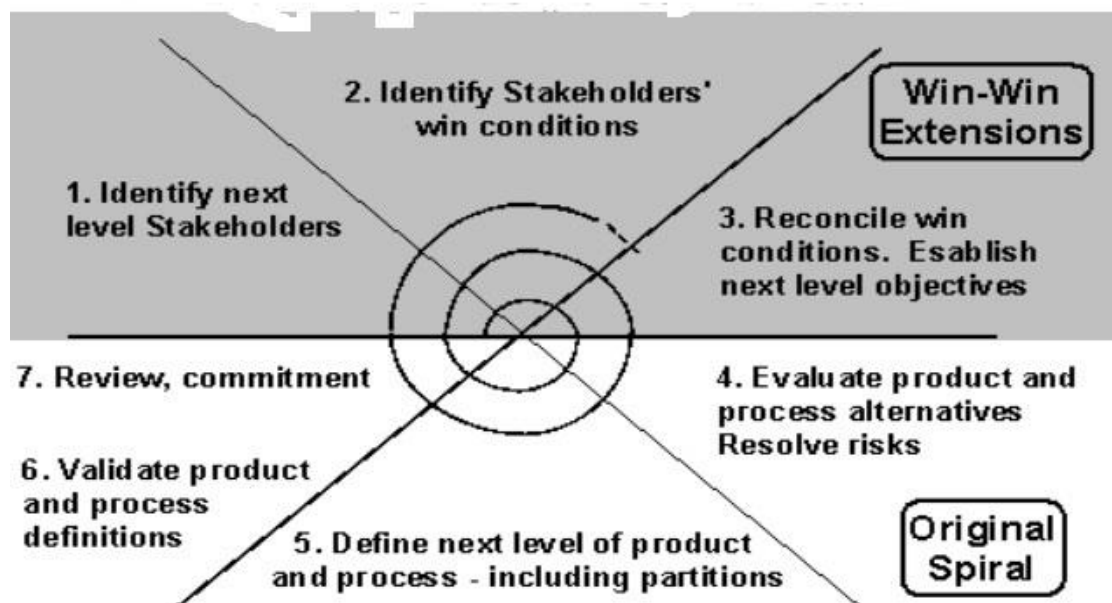 2. Identify Stakeholders'
win conditions
Win-Win
Extensions
1. Identify next
level Stakeholders
3. Reconcile win
conditions. Esablish
next level objectives
7. Review, commitment
4. Evaluate product and
process alternatives
Resolve risks
6. Validate product
and process
definitions
5. Define next level of product
and process - including partitions
Original
Spiral